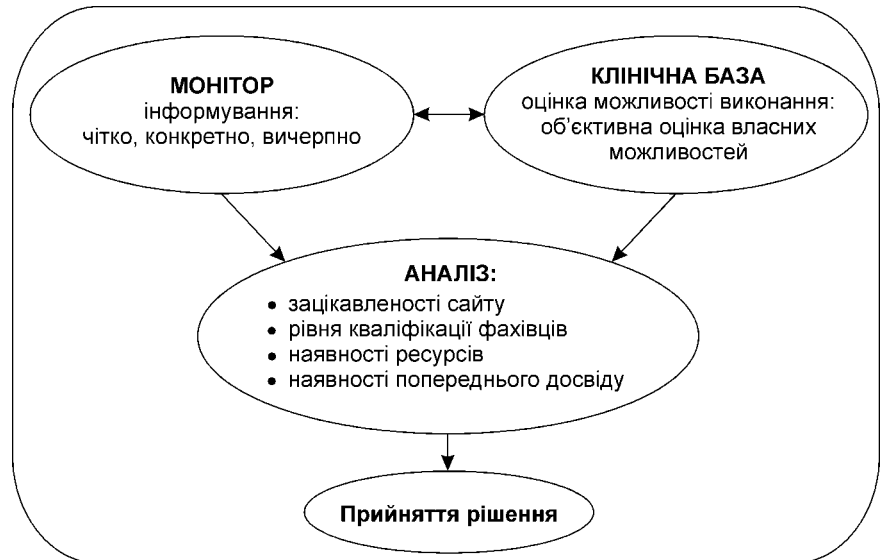 МОНІТОР
інформування:
чітко, конкретно, вичерпно
КЛІНІЧНА БАЗА
оцінка можливості виконання:
об’єктивна оцінка власних
можливостей
АНАЛІЗ:
• зацікавленості сайту
• рівня кваліфікації фахівців
• наявності ресурсів
• наявності попереднього досвіду
Прийняття рішення